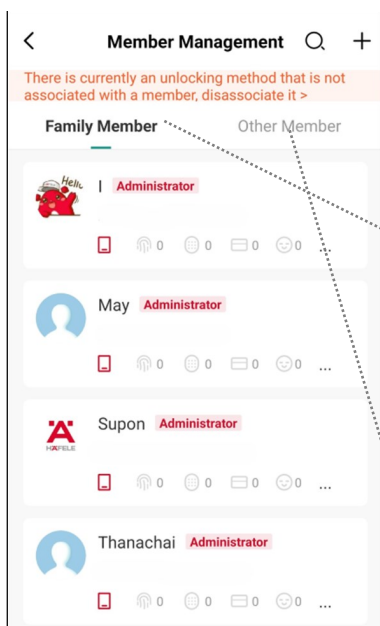 Member Management
There is currently an unlocking method that is not
associated with a member, disassociate it >
Family Member Other Member
Hello
I Administrator
0 0 0 0 ...
May Administrator
0 0 0 0 ...
Supon Administrator
HÄFELE
0 0 0 0 ...
Thanachai Administrator
0 0 0 0 ...